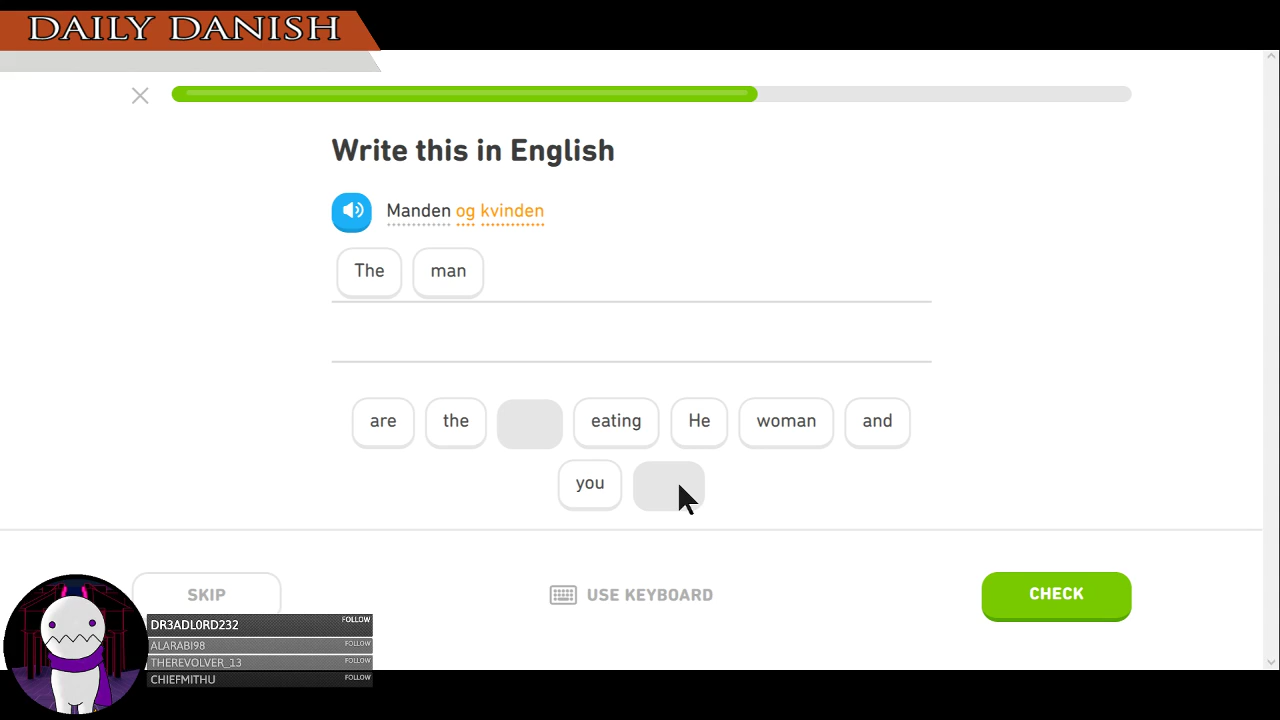 DAILY DANISH
Write this in English
Manden og kvinden
The man
are the eating He woman and
you
SKIP USE KEYBOARD CHECK
DR3ADL0RD232 FOLLOW
ALARABI98 FOLLOW
THEREVOLVER_13 FOLLOW
CHIEFMITHU FOLLOW